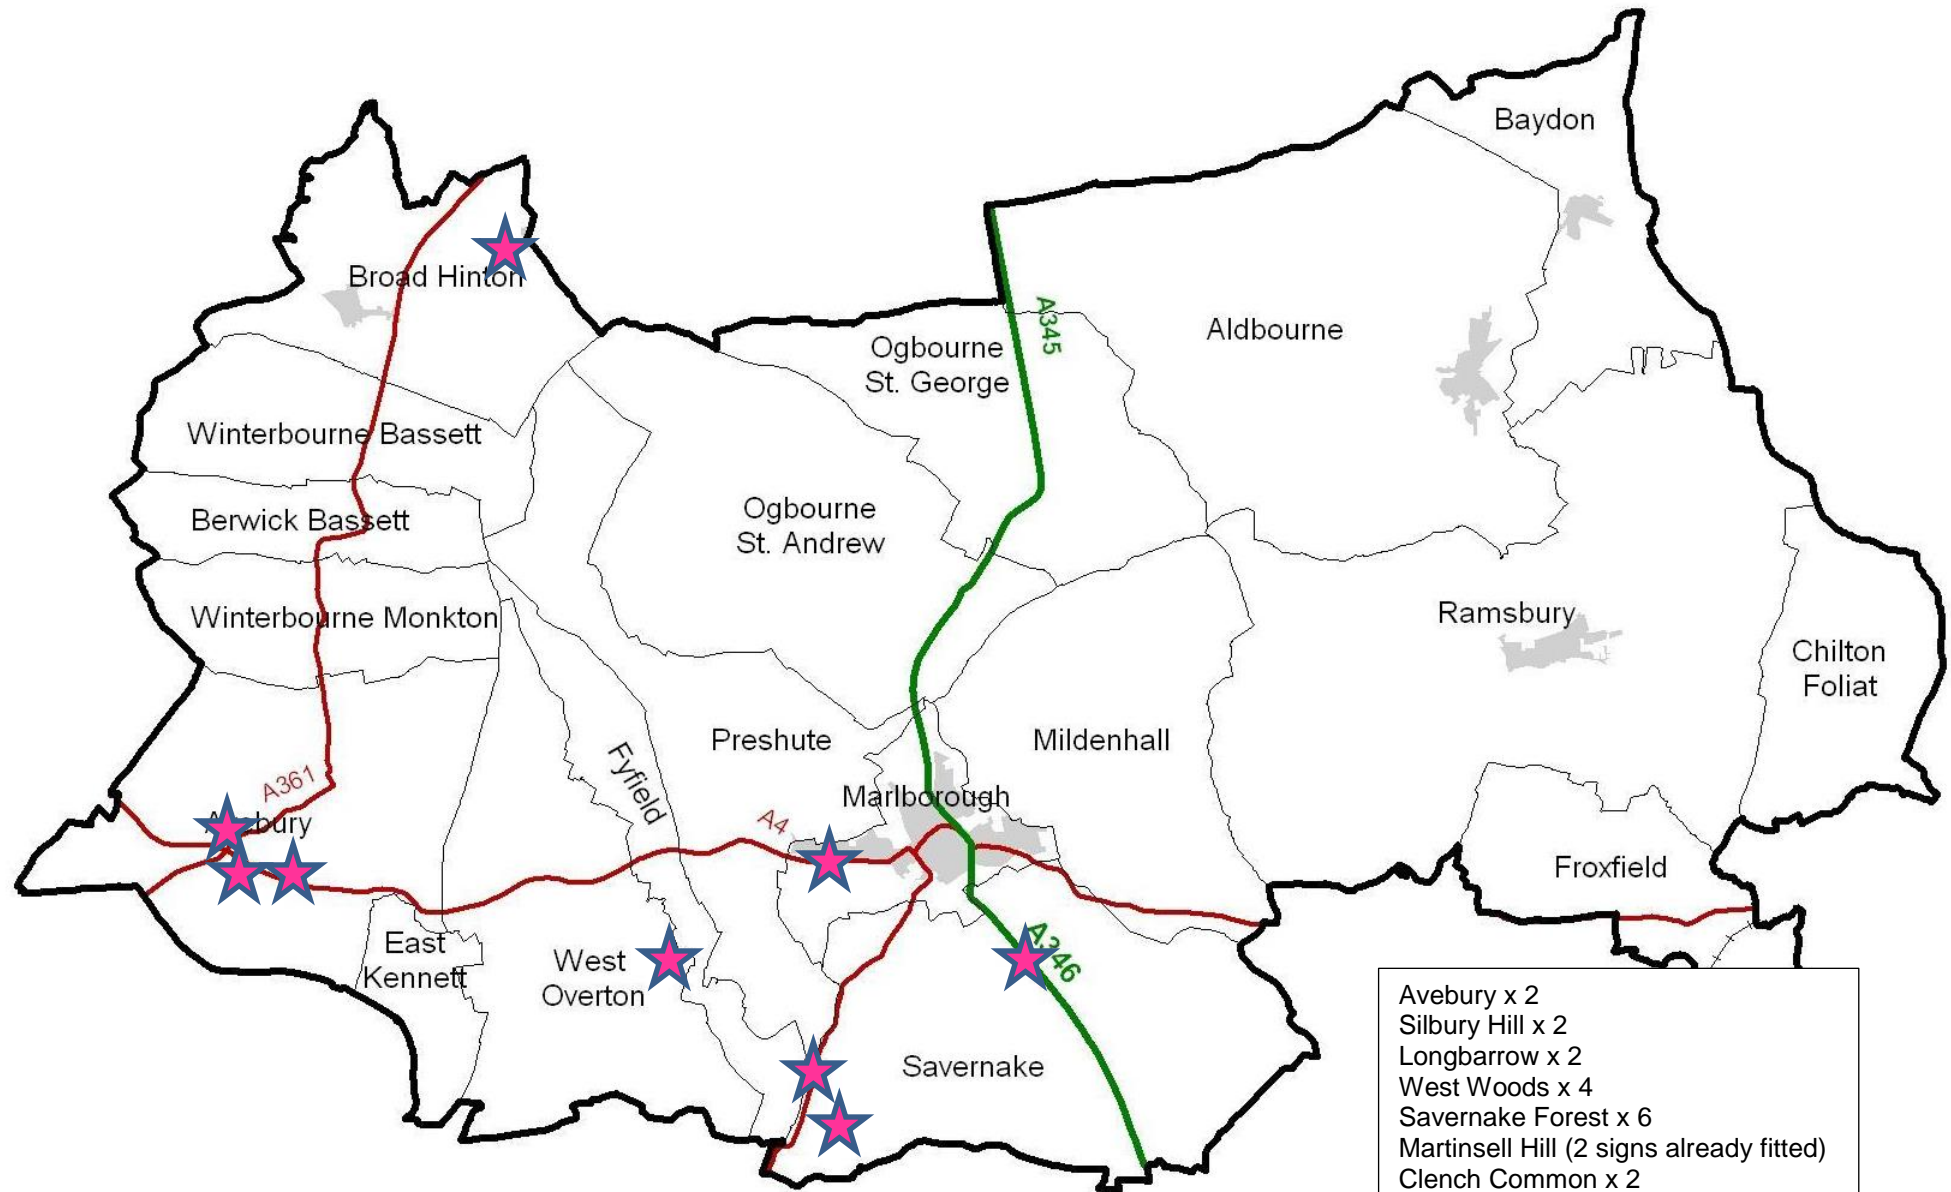 Baydon
Broad Hinton
A345
Aldbourne
Ogbourne
St. George
Winterbourne Bassett
Berwick Bassett
Ogbourne
St. Andrew
Winterbourne Monkton
Ramsbury
Chilton
Foliat
Preshute
Mildenhall
Fyfield
A361
Marlborough
A4
Froxfield
East
Kennett
West
Overton
A346
Savernake
Avebury x 2
Silbury Hill x 2
Longbarrow x 2
West Woods x 4
Savernake Forest x 6
Martinsell Hill (2 signs already fitted)
Clench Common x 2